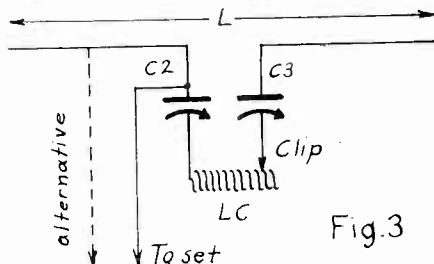 L
C2 C3
alternative
Clip
LC
To set
Fig.3